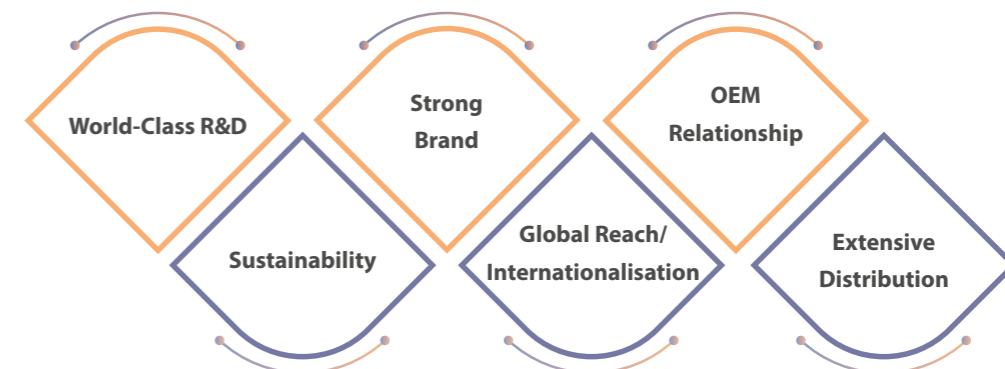 World-Class R&D
Strong
Brand
OEM
Relationship
Sustainability
Global Reach/
Internationalisation
Extensive
Distribution